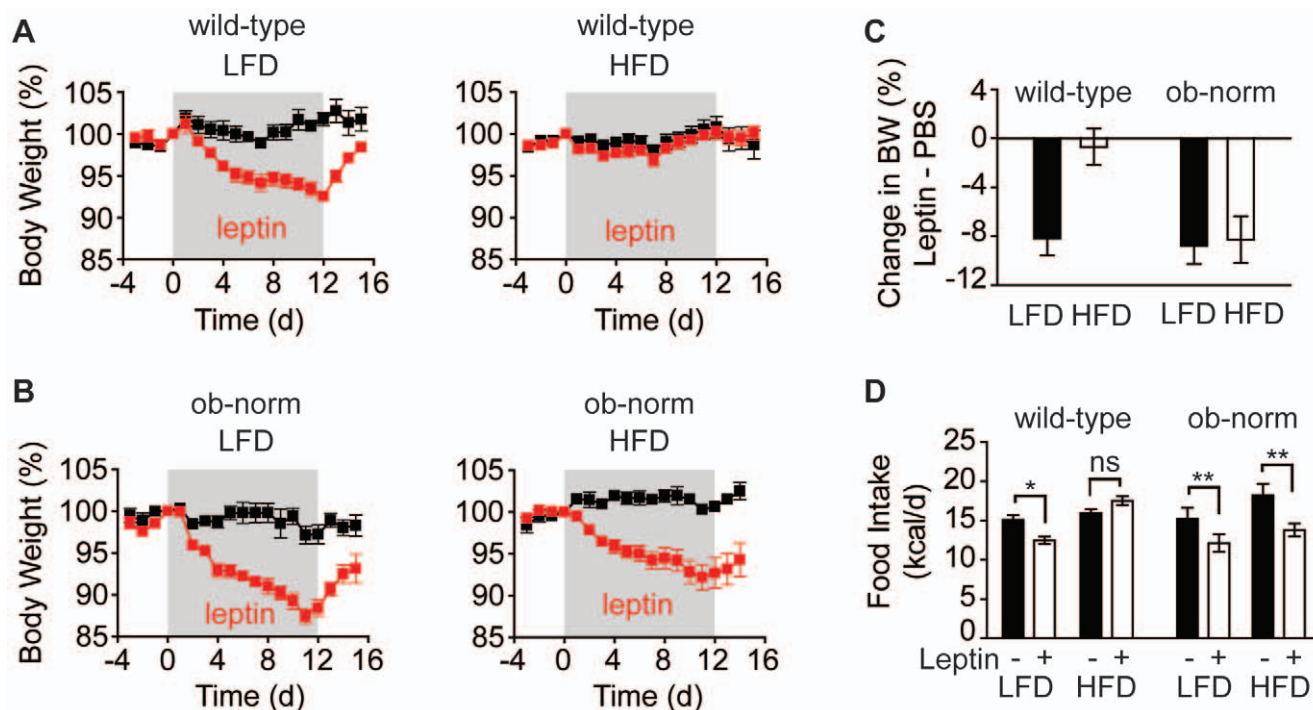 A
wild-type
LFD
Body Weight (%)
105
100
95
90
85
leptin
-4 0 4 8 12 16
Time (d)
wild-type
HFD
105
100
95
90
85
leptin
-4 0 4 8 12 16
Time (d)
B
ob-norm
LFD
Body Weight (%)
105
100
95
90
85
leptin
-4 0 4 8 12 16
Time (d)
ob-norm
HFD
105
100
95
90
85
leptin
-4 0 4 8 12 16
Time (d)
C
Change in BW (%)
Leptin - PBS
4
0
-4
-8
-12
wild-type ob-norm
LFD HFD LFD HFD
D
wild-type ob-norm
Food Intake
(kcal/d)
25
20
15
10
5
0
* ns ** **
Leptin - + - + - + - +
LFD HFD LFD HFD